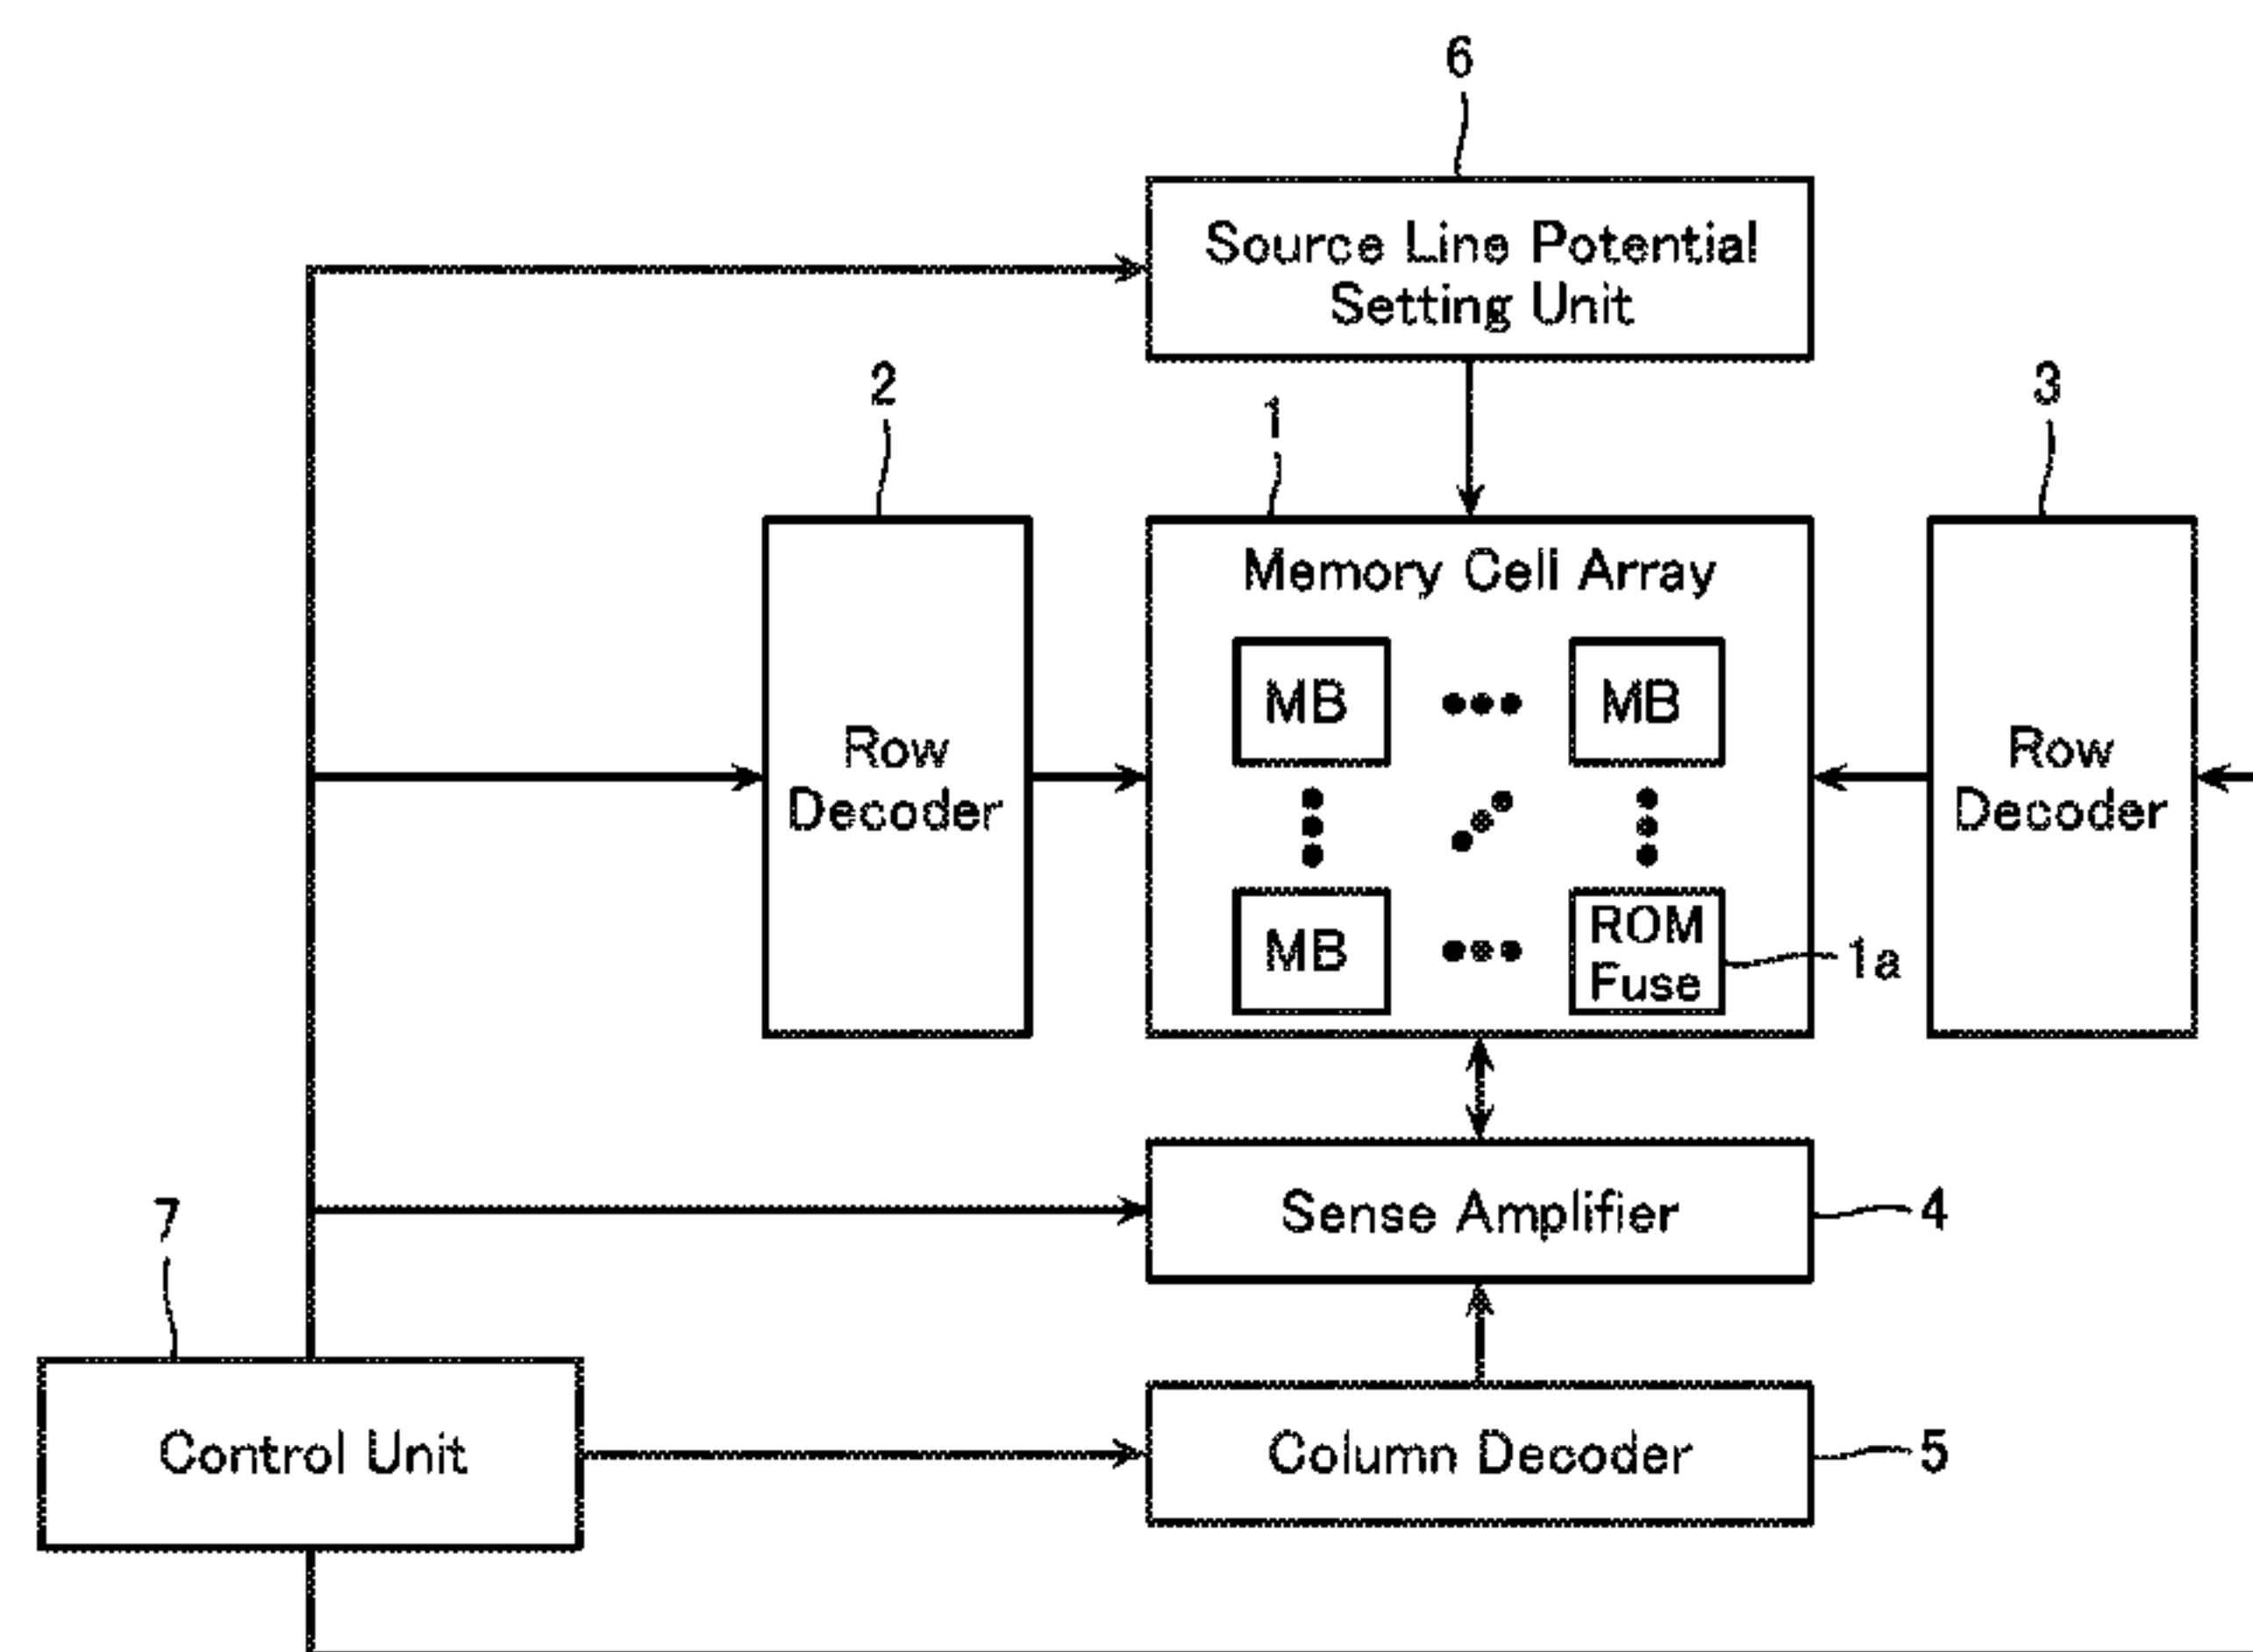 6
Source Line Potential
Setting Unit
2
1
3
Memory Cell Array
MB
MB
Row
Decoder
Row
Decoder
MB
ROM
Fuse
1a
Sense Amplifier
4
7
Control Unit
Column Decoder
5